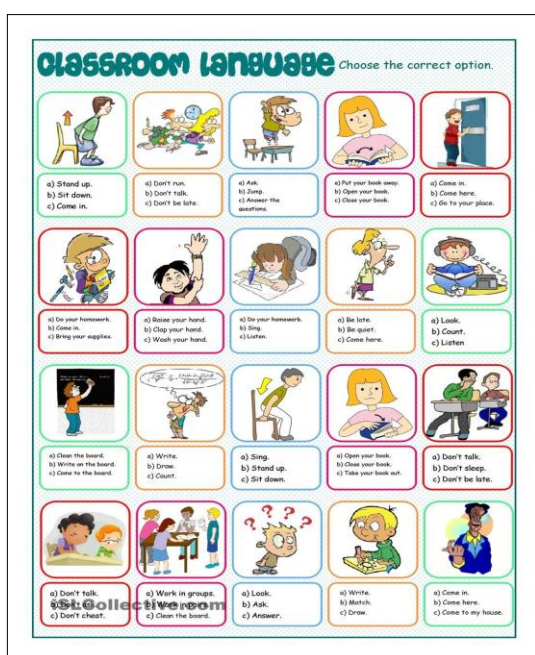 CLASSROOM LANGUAGE Choose the correct option.
a) Stand up.
b) Sit down.
c) Come in.
a) Don't run.
b) Don't talk.
c) Don't be late.
a) Ask.
b) Jump.
c) Answer the
questions.
a) Put your book away.
b) Open your book.
c) Close your book.
a) Come in.
b) Come here.
c) Go to your place.
a) Do your homework.
b) Come in.
c) Bring your supplies.
a) Raise your hand.
b) Clap your hand.
c) Wash your hand.
a) Do your homework.
b) Sing.
c) Listen.
a) Be late.
b) Be quiet.
c) Come here.
a) Look.
b) Count.
c) Listen
a) Clean the board.
b) Write on the board.
c) Come to the board.
a) Write.
b) Draw.
c) Count.
a) Sing.
b) Stand up.
c) Sit down.
a) Open your book.
b) Close your book.
c) Take your book out.
a) Don't talk.
b) Don't sleep.
c) Don't be late.
a) Don't talk.
b) Don't ask.
c) Don't cheat.
a) Work in groups.
b) Work in pairs.
c) Clean the board.
a) Look.
b) Ask.
c) Answer.
a) Write.
b) Match.
c) Draw.
a) Come in.
b) Come here.
c) Come to my house.
iSLCollective.com